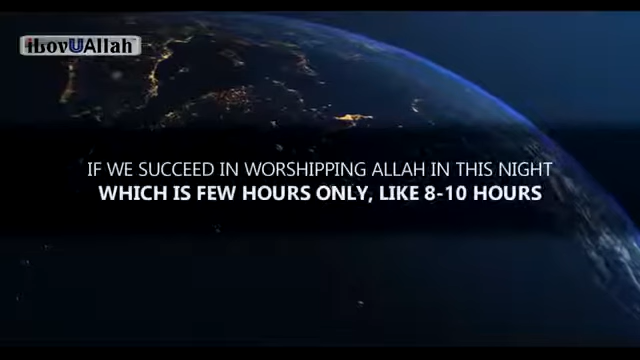 iLovUAllah
IF WE SUCCEED IN WORSHIPPING ALLAH IN THIS NIGHT
WHICH IS FEW HOURS ONLY, LIKE 8-10 HOURS